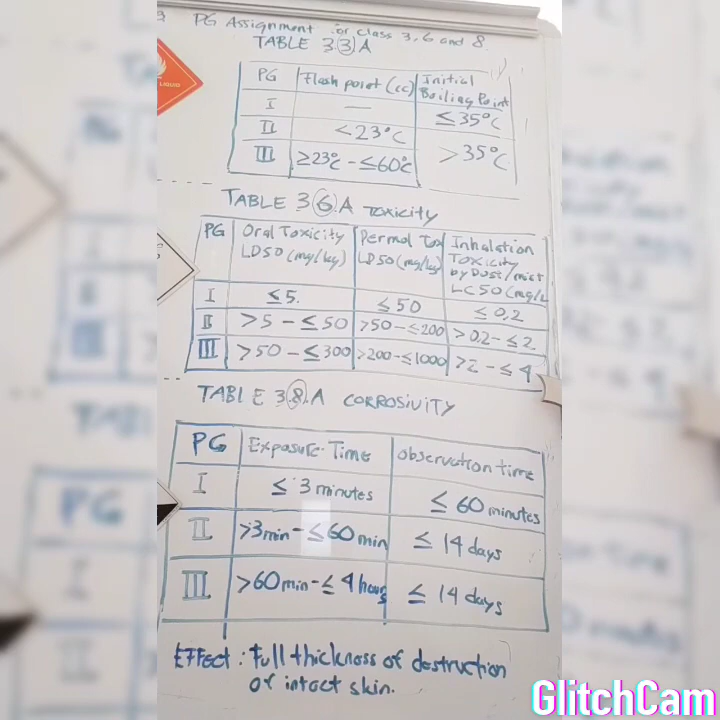 PG Assignment for class 3, 6 and 8
TABLE 3.3.A
LIQUID
PG Flash point (cc) Initial Boiling Point
I — ≤35°C
II <23°C >35°C
III ≥23°C - ≤60°C
TABLE 3.6.A TOXICITY
PG Oral Toxicity LD50 (mg/kg) Permal Tox LD50 (mg/kg) Inhalation TOXICITY by Dust/mist LC50 (mg/L
I ≤5. ≤50 ≤0.2
II >5 - ≤50 >50-≤200 >0.2-≤2
III >50 - ≤300 >200-≤1000 >2 - ≤4
TABLE 3.8.A CORROSIVITY
PG Exposure Time observation time
I ≤ 3 minutes ≤ 60 minutes
II >3min - ≤60 min ≤ 14 days
III >60min - ≤ 4 hours ≤ 14 days
EFFect : Full thickness of destruction
of intact skin.
GlitchCam